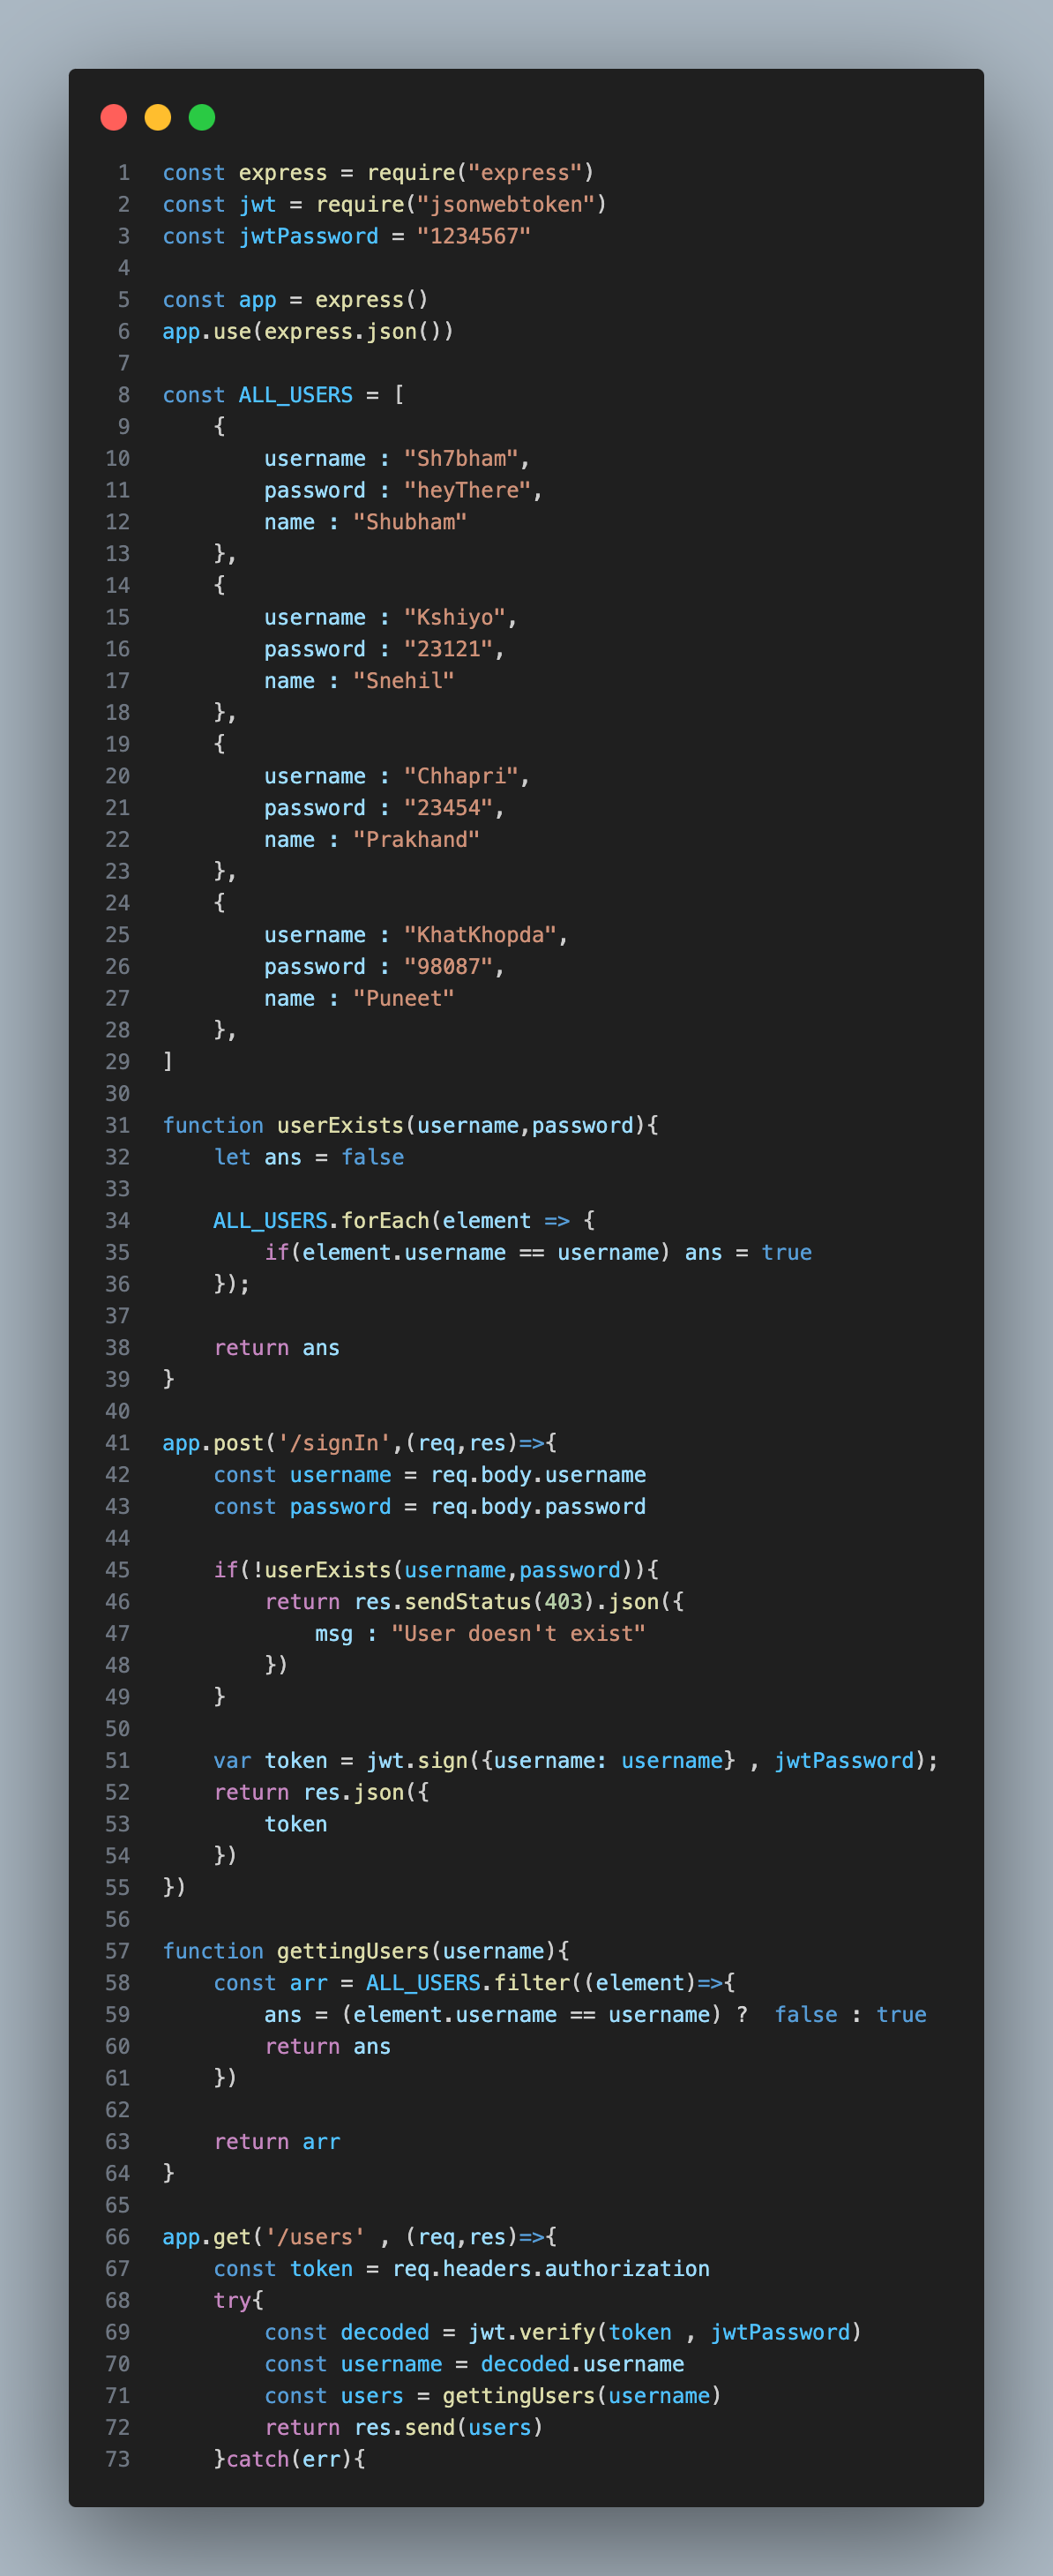 1 const express = require("express")
2 const jwt = require("jsonwebtoken")
3 const jwtPassword = "1234567"
4
5 const app = express()
6 app.use(express.json())
7
8 const ALL_USERS = [
9     {
10         username : "Sh7bham",
11         password : "heyThere",
12         name : "Shubham"
13     },
14     {
15         username : "Kshiyo",
16         password : "23121",
17         name : "Snehil"
18     },
19     {
20         username : "Chhapri",
21         password : "23454",
22         name : "Prakhand"
23     },
24     {
25         username : "KhatKhopda",
26         password : "98087",
27         name : "Puneet"
28     },
29 ]
30
31 function userExists(username,password){
32     let ans = false
33
34     ALL_USERS.forEach(element => {
35         if(element.username == username) ans = true
36     });
37
38     return ans
39 }
40
41 app.post('/signIn',(req,res)=>{
42     const username = req.body.username
43     const password = req.body.password
44
45     if(!userExists(username,password)){
46         return res.sendStatus(403).json({
47             msg : "User doesn't exist"
48         })
49     }
50
51     var token = jwt.sign({username: username} , jwtPassword);
52     return res.json({
53         token
54     })
55 })
56
57 function gettingUsers(username){
58     const arr = ALL_USERS.filter((element)=>{
59         ans = (element.username == username) ?  false : true
60         return ans
61     })
62
63     return arr
64 }
65
66 app.get('/users' , (req,res)=>{
67     const token = req.headers.authorization
68     try{
69         const decoded = jwt.verify(token , jwtPassword)
70         const username = decoded.username
71         const users = gettingUsers(username)
72         return res.send(users)
73     }catch(err){